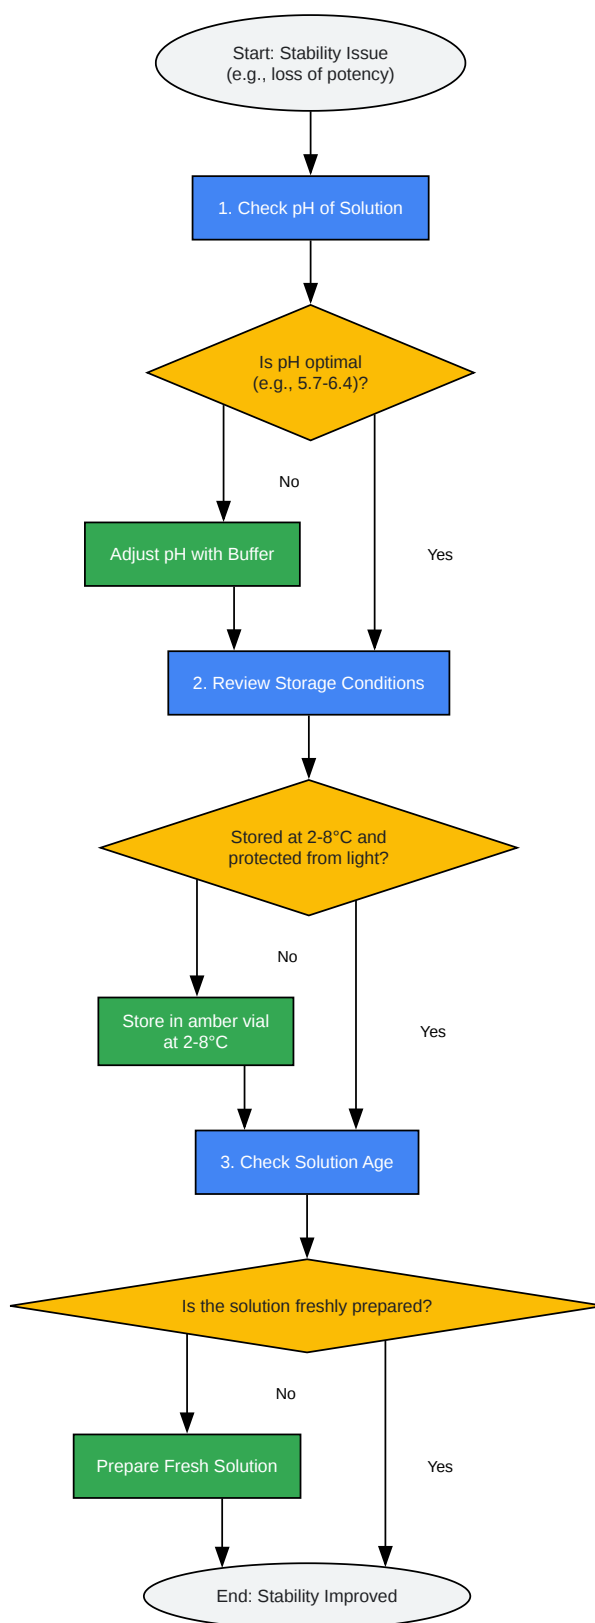 Start: Stability Issue
(e.g., loss of potency)
1. Check pH of Solution
Is pH optimal
(e.g., 5.7-6.4)?
No
Adjust pH with Buffer
Yes
2. Review Storage Conditions
Stored at 2-8°C and
protected from light?
No
Store in amber vial
at 2-8°C
Yes
3. Check Solution Age
Is the solution freshly prepared?
No
Prepare Fresh Solution
Yes
End: Stability Improved